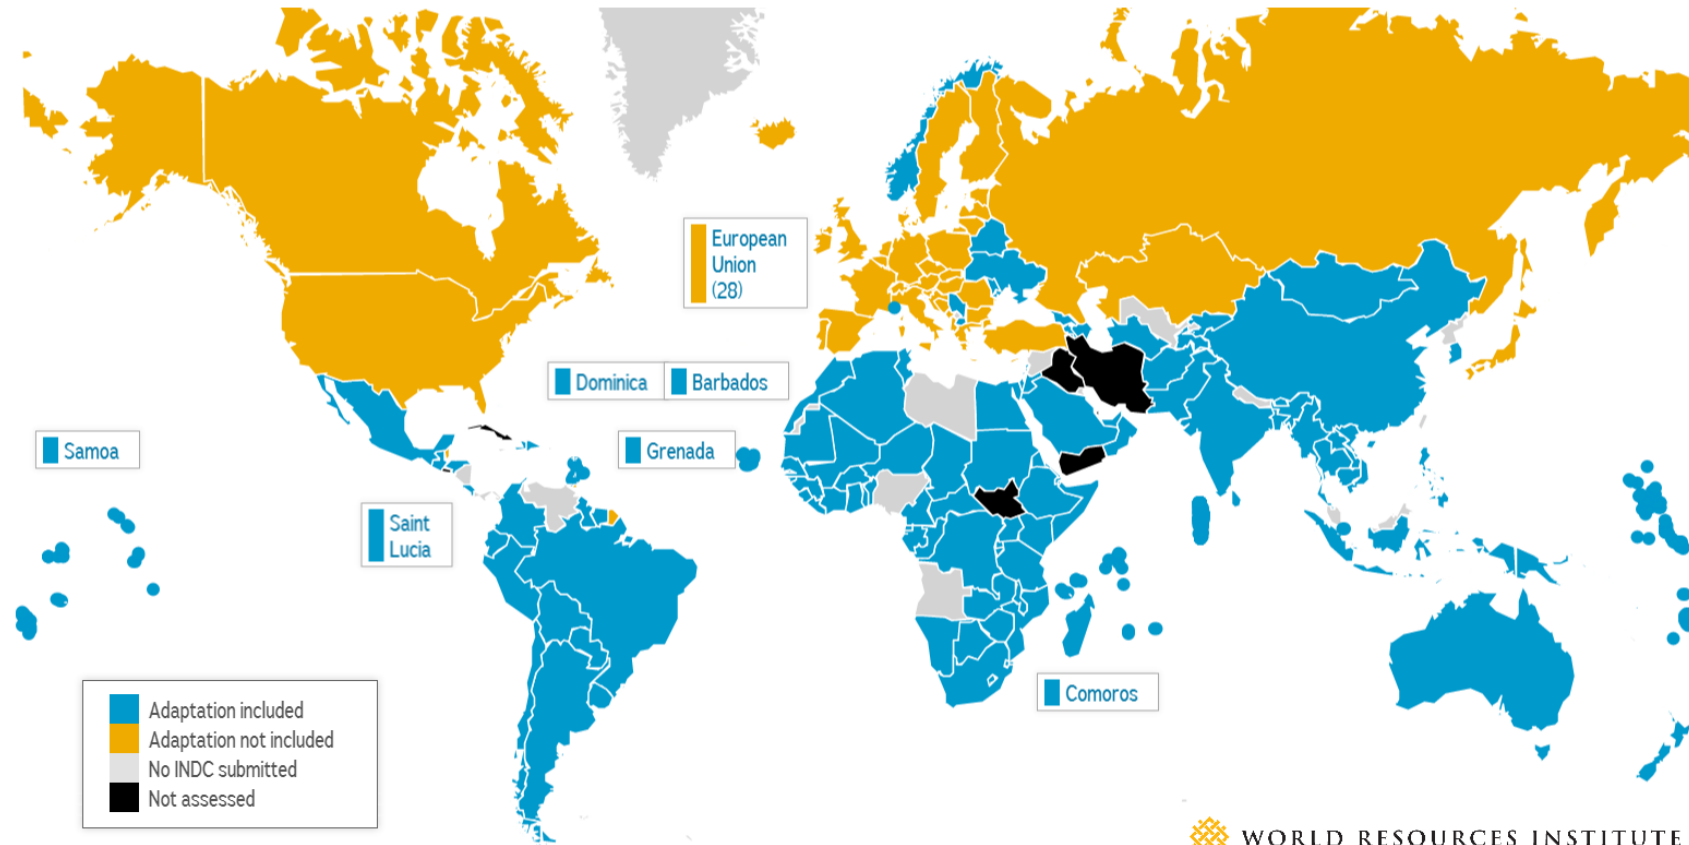 European
Union
(28)
Dominica
Barbados
Samoa
Grenada
Saint
Lucia
Comoros
Adaptation included
Adaptation not included
No INDC submitted
Not assessed
WORLD RESOURCES INSTITUTE